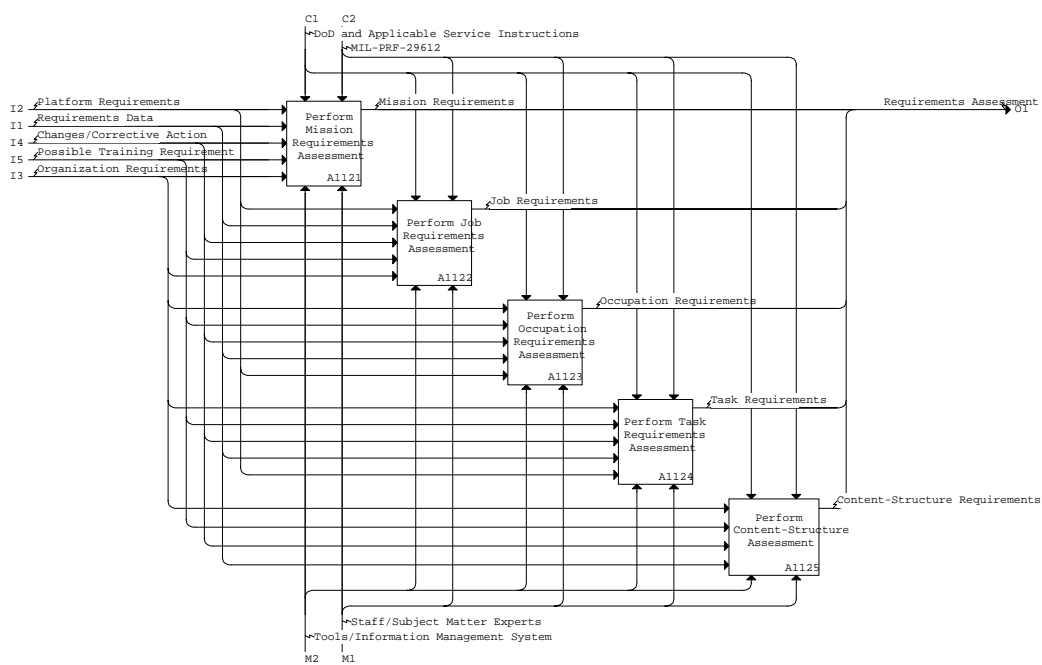 C1 C2
DoD and Applicable Service Instructions
MIL-PRF-29612
I2 Platform Requirements
I1 Requirements Data
I4 Changes/Corrective Action
I5 Possible Training Requirement
I3 Organization Requirements
Perform
Mission
Requirements
Assessment
A1121
Mission Requirements
Requirements Assessment
O1
Perform Job
Requirements
Assessment
A1122
Job Requirements
Perform
Occupation
Requirements
Assessment
A1123
Occupation Requirements
Perform Task
Requirements
Assessment
A1124
Task Requirements
Perform
Content-Structure
Assessment
A1125
Content-Structure Requirements
Staff/Subject Matter Experts
Tools/Information Management System
M2 M1